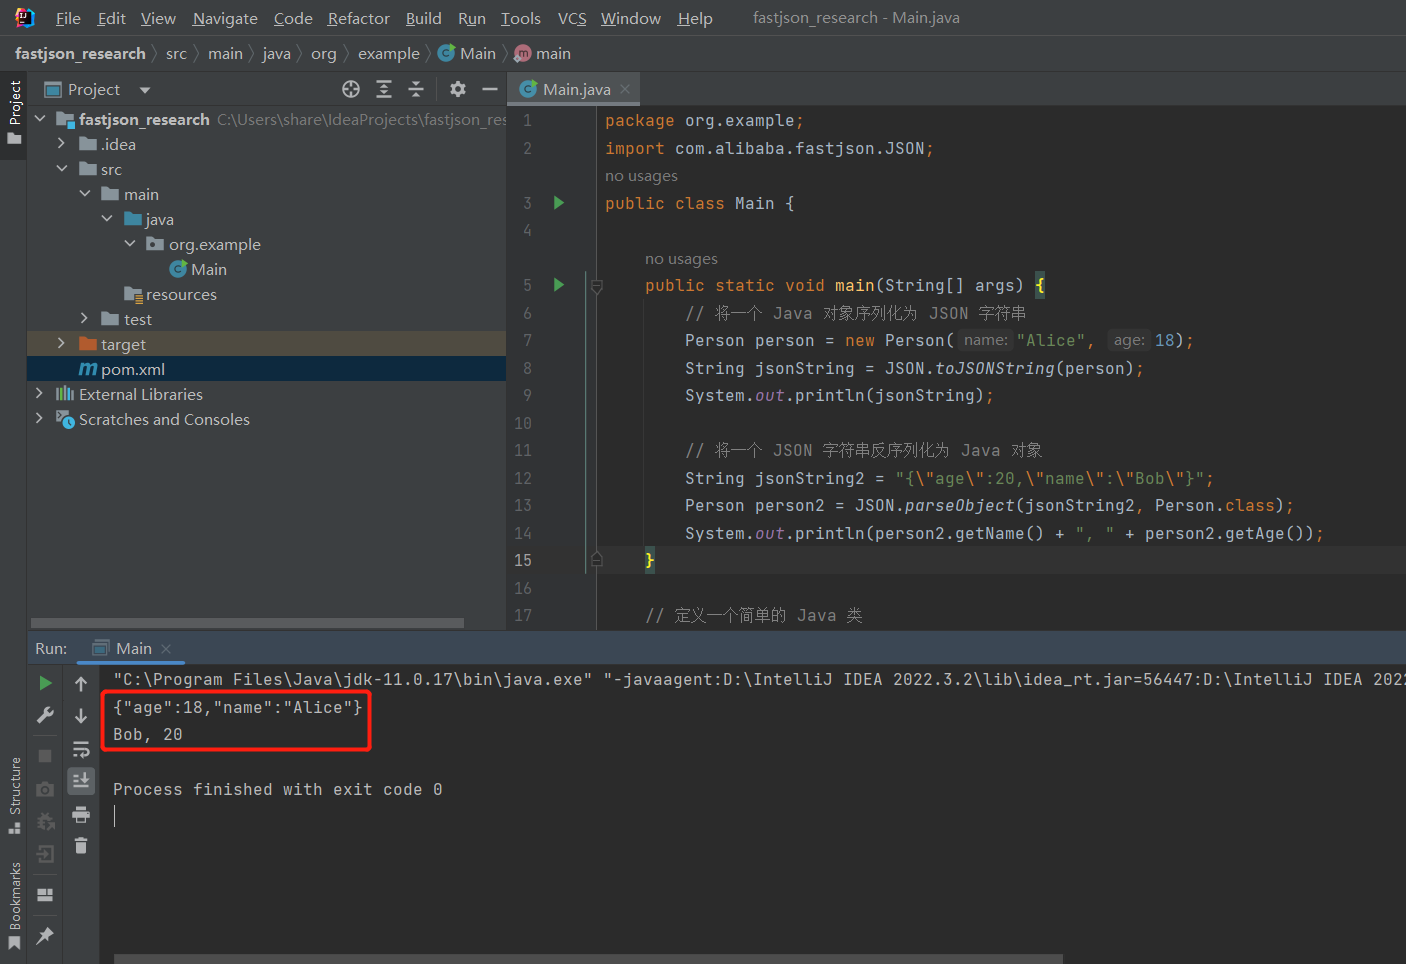 File Edit View Navigate Code Refactor Build Run Tools VCS Window Help fastjson_research - Main.java
fastjson_research src main java org example Main main
Project
Project
fastjson_research C:\Users\share\IdeaProjects\fastjson_res
.idea
src
main
java
org.example
Main
resources
test
target
pom.xml
External Libraries
Scratches and Consoles
Main.java
1 package org.example;
2 import com.alibaba.fastjson.JSON;
no usages
3 public class Main {
4
no usages
5 public static void main(String[] args) {
6 // 将一个 Java 对象序列化为 JSON 字符串
7 Person person = new Person( name: "Alice", age: 18);
8 String jsonString = JSON.toJSONString(person);
9 System.out.println(jsonString);
10
11 // 将一个 JSON 字符串反序列化为 Java 对象
12 String jsonString2 = "{\"age\":20,\"name\":\"Bob\"}";
13 Person person2 = JSON.parseObject(jsonString2, Person.class);
14 System.out.println(person2.getName() + ", " + person2.getAge());
15 }
16
17 // 定义一个简单的 Java 类
Run: Main
"C:\Program Files\Java\jdk-11.0.17\bin\java.exe" "-javaagent:D:\IntelliJ IDEA 2022.3.2\lib\idea_rt.jar=56447:D:\IntelliJ IDEA 202
{"age":18,"name":"Alice"}
Bob, 20
Process finished with exit code 0
Structure
Bookmarks